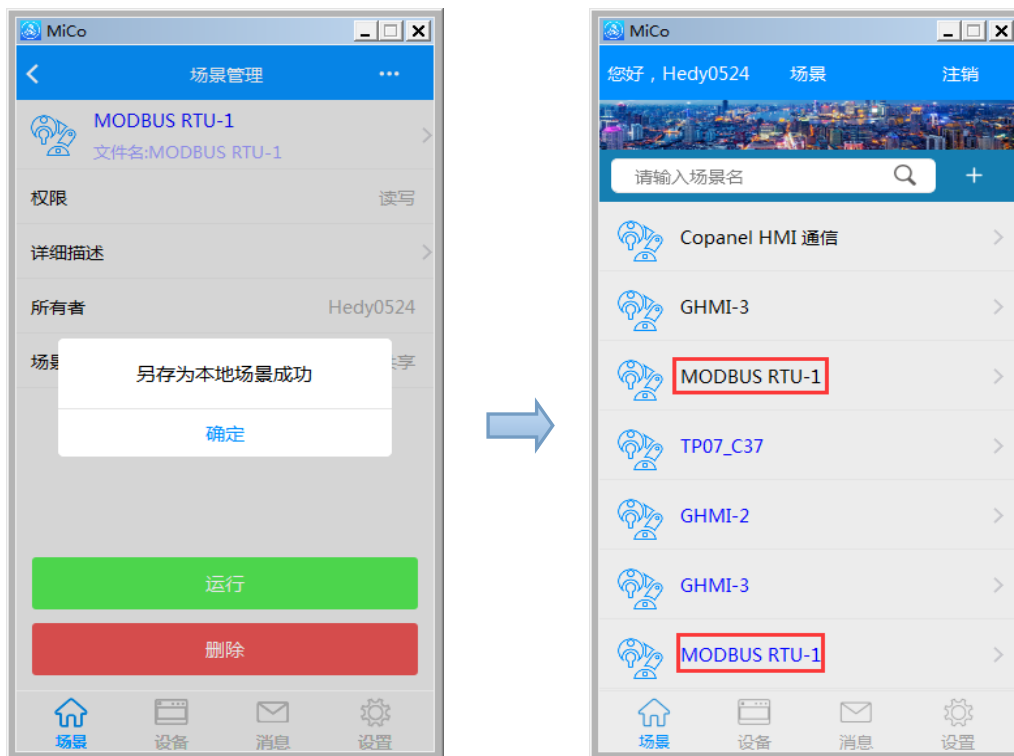 MiCo
场景管理
MODBUS RTU-1
文件名:MODBUS RTU-1
权限
读写
详细描述
所有者
Hedy0524
另存为本地场景成功
确定
运行
删除
场景
设备
消息
设置
MiCo
您好，Hedy0524
场景
注销
请输入场景名
Copanel HMI 通信
GHMI-3
MODBUS RTU-1
TP07_C37
GHMI-2
GHMI-3
MODBUS RTU-1
场景
设备
消息
设置